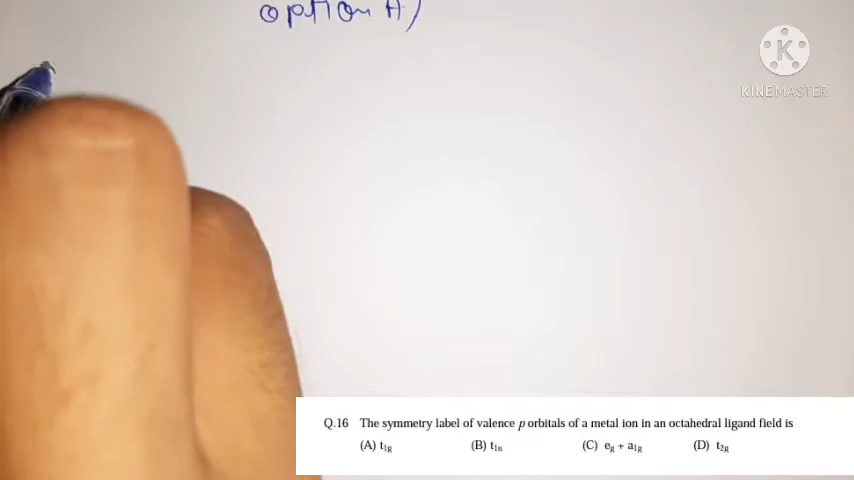 option A)
KINEMASTER
Q.16 The symmetry label of valence p orbitals of a metal ion in an octahedral ligand field is
(A) t1g (B) t1u (C) eg + a1g (D) t2g